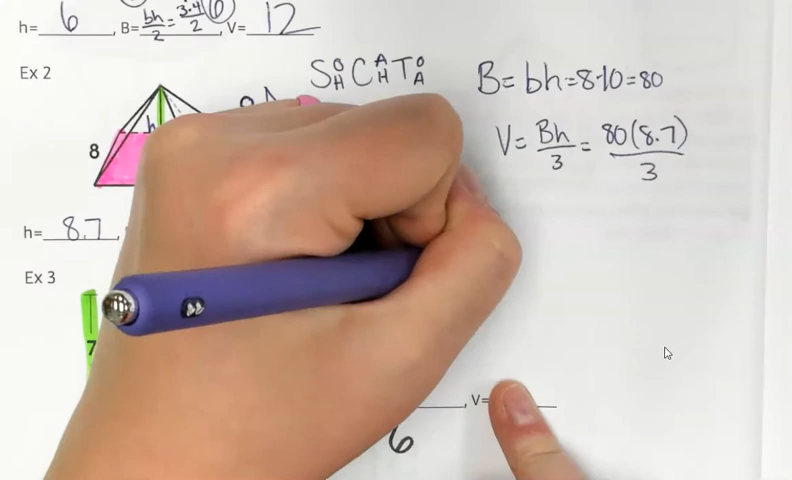 h= 6 , B= bh/2 = 3·4/2 (6) , V= 12
Ex 2
SOH CAH TOA
B= bh=8·10=80
V= Bh/3 = 80(8.7)/3
h
8
h= 8.7
Ex 3
7
, V=
6